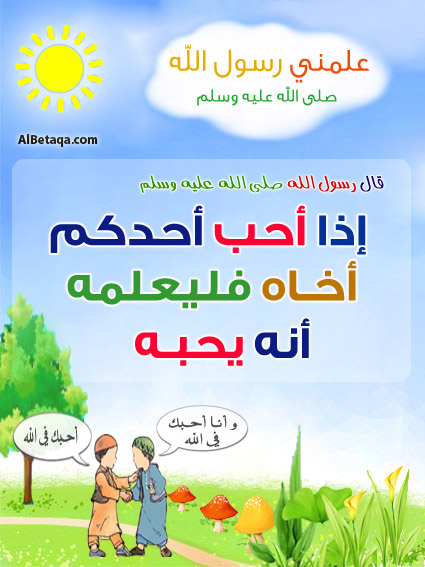 علمني رسول الله
صلى الله عليه وسلم
AlBetaqa.com
قال رسول الله صلى الله عليه وسلم
إذا أحب أحدكم
أخاه فليعلمه
أنه يحبه
و أنا أحبك
في الله
أحبك في الله